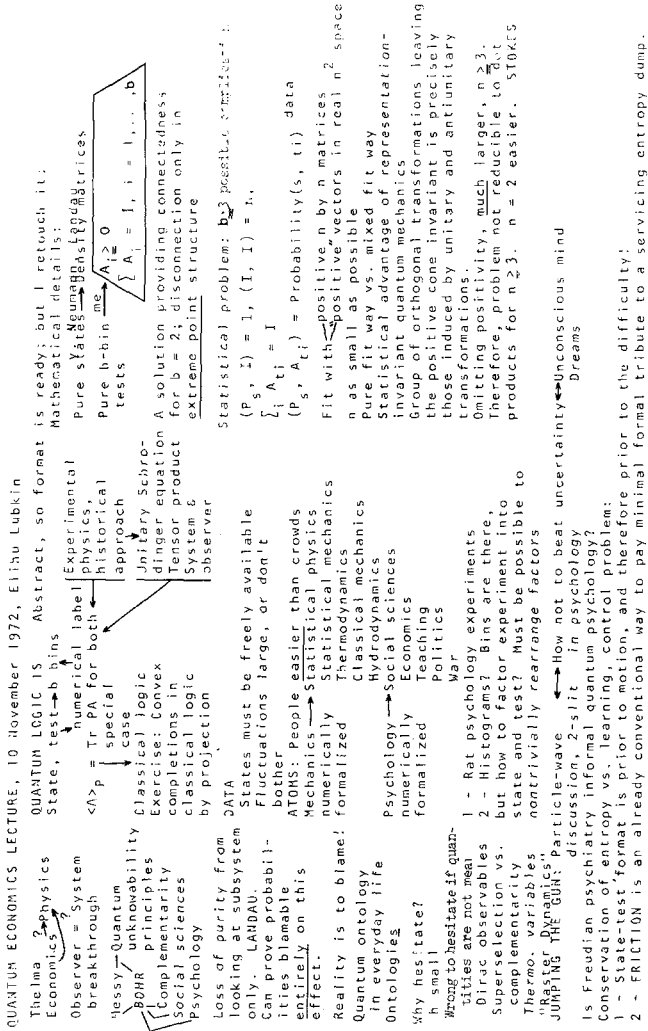 QUANTUM ECONOMICS LECTURE, 10 November 1972, Elihu Lubkin
Thelma ? Physics
Economics ?
Observer = System
breakthrough
Messy Quantum
BOHR unknowability
principles
Complementarity
Social sciences
Psychology
Loss of purity from
looking at subsystem
only. LANDAU.
Can prove probabil-
ities blamable
entirely on this
effect.
Reality is to blame!
Quantum ontology
in everyday life
Ontologies
Why hesitate?
h small
Wrong to hesitate if quan-
tities are not mean
Dirac observables
Superselection vs.
complementarity
Thermo. variables
"Raster Dynamics"
QUANTUM LOGIC IS
State, test→b bins
numerical label
<A>p = Tr PA for both
special
case
Classical logic
Exercise: Convex
completions in
classical logic
by projection
Experimental
physics,
historical
approach
Unitary Schro-
dinger equation
Tensor product
System &
observer
DATA
States must be freely available
Fluctuations large, or don't
bother
ATOMS: People easier than crowds
Mechanics→Statistical physics
numerically Statistical mechanics
formalized Thermodynamics
Classical mechanics
Hydrodynamics
Psychology→Social sciences
numerically Economics
formalized Teaching
Politics
War
1 - Rat psychology experiments
2 - Histograms? Bins are there,
but how to factor experiment into
state and test? Must be possible to
nontrivially rearrange factors
Abstract, so format is ready; but I retouch it:
Mathematical details:
V. Neumann, Landau
Pure states→Density matrices
Pure b-bin me A_i ≥ 0
tests ∑ A_i = I, i = 1,..,b
A solution providing connectedness
for b = 2; disconnection only in
extreme point structure
Statistical problem: b≥3 possible
(P_s, I) = 1, (I, I) = n,
∑_i A_ti = I
(P_s, A_ti) = Probability(s, ti) data
Fit with positive n by n matrices
"positive" vectors in real n² space
n as small as possible
Pure fit way vs. mixed fit way
Statistical advantage of representation-
invariant quantum mechanics
Group of orthogonal transformations leaving
the positive cone invariant is precisely
those induced by unitary and antiunitary
transformations.
Omitting positivity, much larger, n ≥ 3.
Therefore, problem not reducible to dot
products for n ≥ 3. n = 2 easier. STOKES
JUMPING THE GUN: Particle-wave ↔ How not to beat uncertainty↔Unconscious mind
discussion, 2-slit in psychology Dreams
Is Freudian psychiatry informal quantum psychology?
Conservation of entropy vs. learning, control problem:
1 - State-test format is prior to motion, and therefore prior to the difficulty!
2 - FRICTION is an already conventional way to pay minimal formal tribute to a servicing entropy dump.